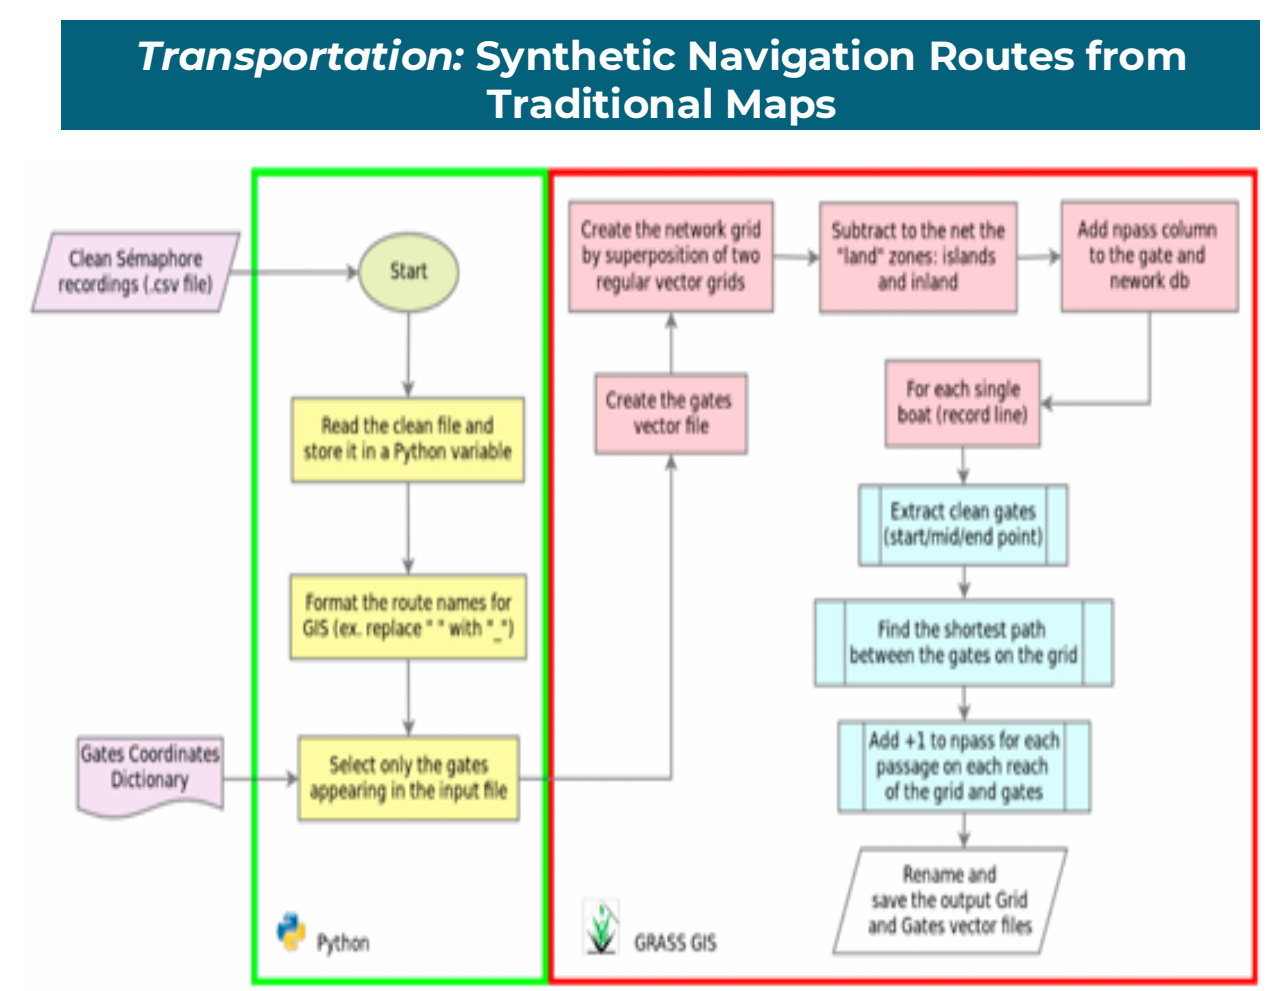 Transportation: Synthetic Navigation Routes from
Traditional Maps
Clean Sémaphore
recordings (.csv file)
Start
Read the clean file and
store it in a Python variable
Format the route names for
GIS (ex. replace " " with "_")
Gates Coordinates
Dictionary
Select only the gates
appearing in the input file
Python
Create the gates
vector file
Create the network grid
by superposition of two
regular vector grids
Subtract to the net the
"land" zones: islands
and inland
Add npass column
to the gate and
nework db
For each single
boat (record line)
Extract clean gates
(start/mid/end point)
Find the shortest path
between the gates on the grid
Add +1 to npass for each
passage on each reach
of the grid and gates
Rename and
save the output Grid
and Gates vector files
GRASS GIS